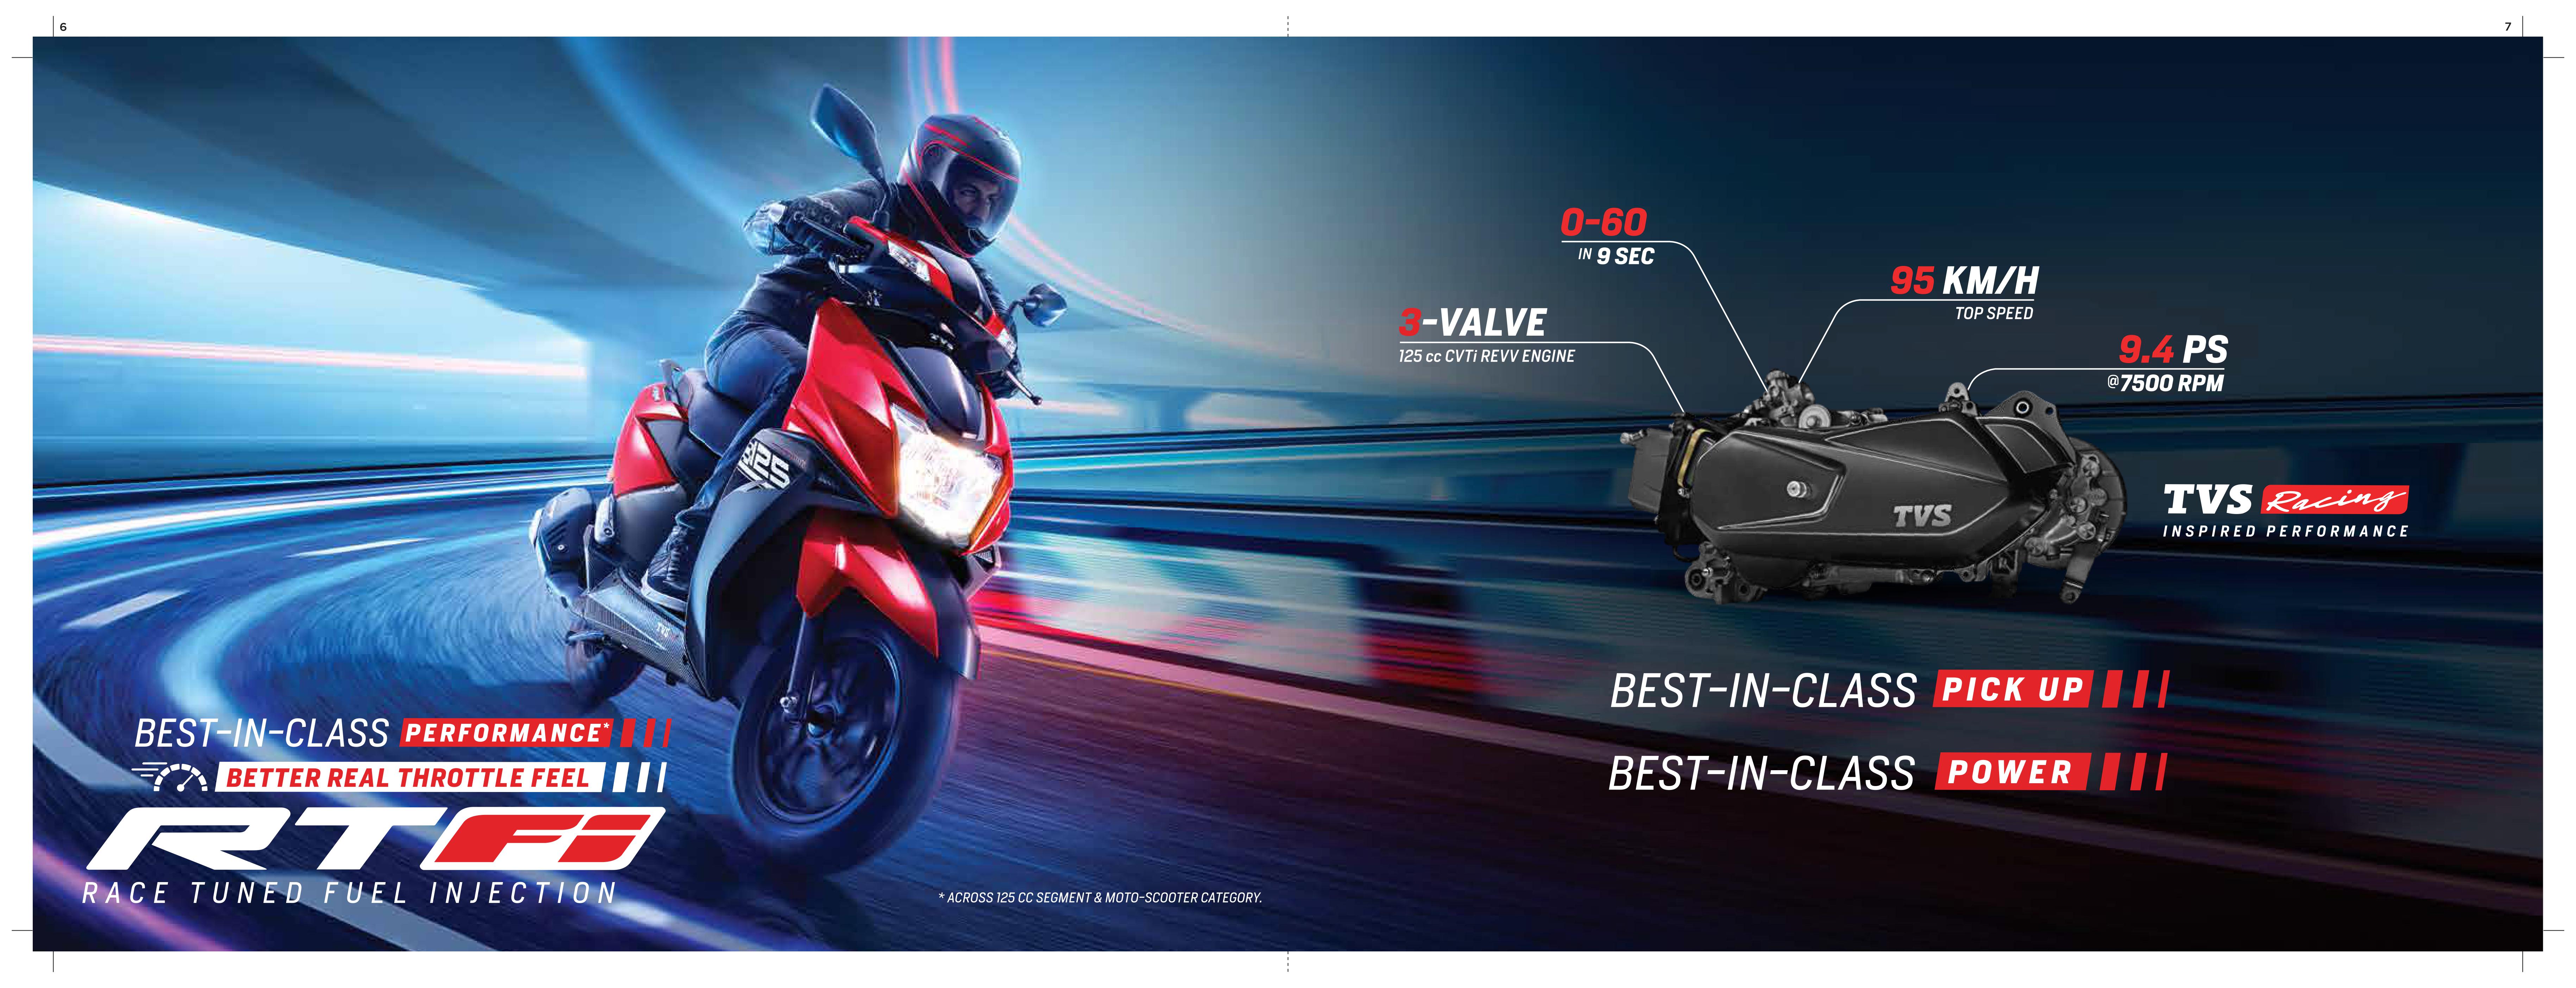 6
7
0-60
IN 9 SEC
95 KM/H
TOP SPEED
3-VALVE
125 cc CVTi REVV ENGINE
9.4 PS
@7500 RPM
125
TVS
TVS
TVS Racing
INSPIRED PERFORMANCE
BEST-IN-CLASS PICK UP
BEST-IN-CLASS POWER
BEST-IN-CLASS PERFORMANCE*
BETTER REAL THROTTLE FEEL
RTFi
RACE TUNED FUEL INJECTION
* ACROSS 125 CC SEGMENT & MOTO-SCOOTER CATEGORY.